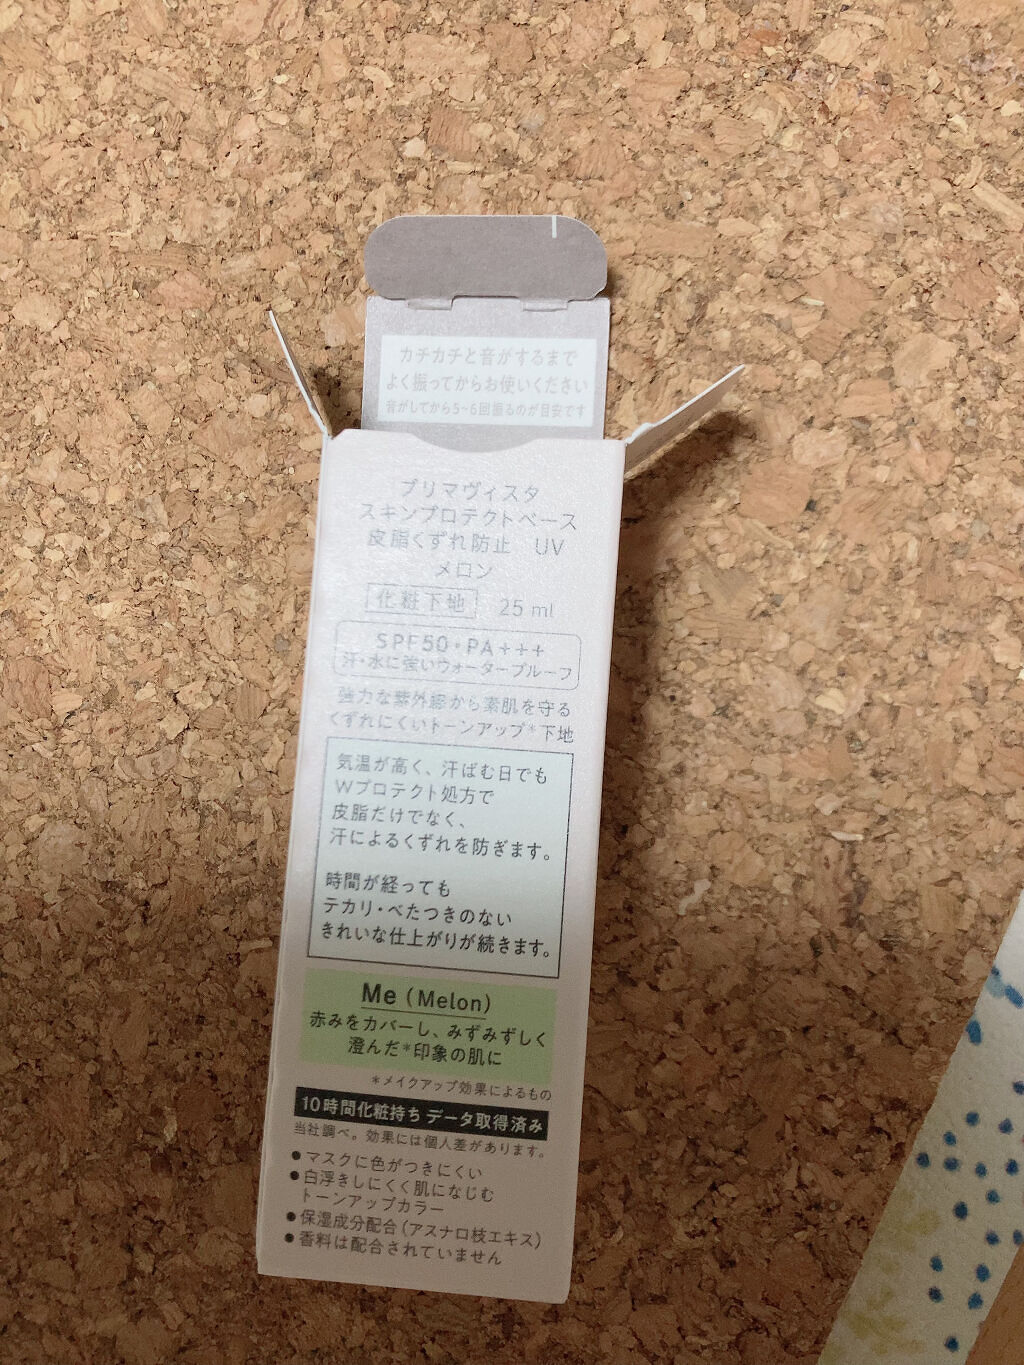 カチカチと音がするまで
よく振ってからお使いください
音がしてから5~6回振るのが目安です
プリマヴィスタ
スキンプロテクトベース
皮脂くずれ防止 UV
メロン
化粧下地 25 ml
SPF50・PA+++
汗・水に強いウォータープルーフ
強力な紫外線から素肌を守る
くずれにくいトーンアップ*下地
気温が高く、汗ばむ日でも
Wプロテクト処方で
皮脂だけでなく、
汗によるくずれを防ぎます。
時間が経っても
テカリ・べたつきのない
きれいな仕上がりが続きます。
Me (Melon)
赤みをカバーし、みずみずしく
澄んだ*印象の肌に
*メイクアップ効果によるもの
10時間化粧持ち データ取得済み
当社調べ。効果には個人差があります。
●マスクに色がつきにくい
●白浮きしにくく肌になじむ
トーンアップカラー
●保湿成分配合(アスナロ枝エキス)
●香料は配合されていません